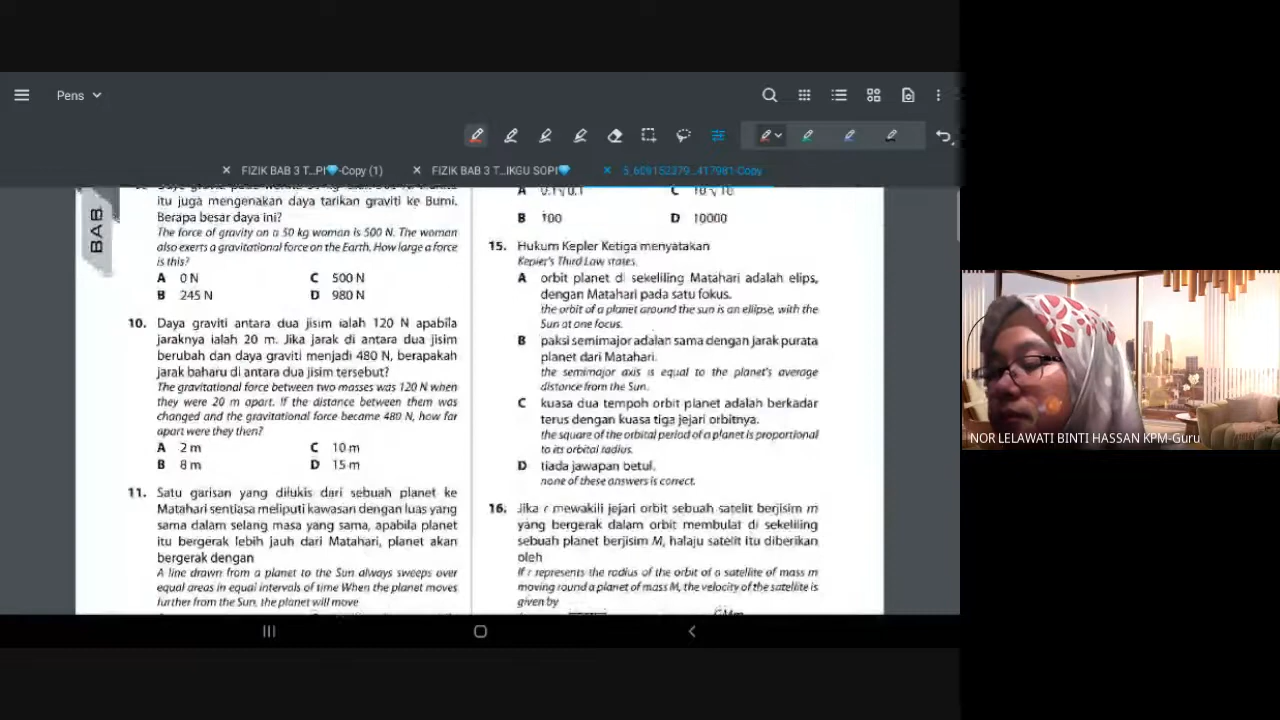 Pens
FIZIK BAB 3 T...PI💎-Copy (1)
FIZIK BAB 3 T...IKGU SOPI💎
5_609152279...417981-Copy
BAB
itu juga mengenakan daya tarikan graviti ke Bumi.
Berapa besar daya ini?
The force of gravity on a 50 kg woman is 500 N. The woman
also exerts a gravitational force on the Earth. How large a force
is this?
A 0 N C 500 N
B 245 N D 980 N
10. Daya graviti antara dua jisim ialah 120 N apabila
jaraknya ialah 20 m. Jika jarak di antara dua jisim
berubah dan daya graviti menjadi 480 N, berapakah
jarak baharu di antara dua jisim tersebut?
The gravitational force between two masses was 120 N when
they were 20 m apart. If the distance between them was
changed and the gravitational force became 480 N, how far
apart were they then?
A 2 m C 10 m
B 8 m D 15 m
11. Satu garisan yang dilukis dari sebuah planet ke
Matahari sentiasa meliputi kawasan dengan luas yang
sama dalam selang masa yang sama, apabila planet
itu bergerak lebih jauh dari Matahari, planet akan
bergerak dengan
A line drawn from a planet to the Sun always sweeps over
equal areas in equal intervals of time When the planet moves
further from the Sun, the planet will move
B 100 D 10000
15. Hukum Kepler Ketiga menyatakan
Kepler's Third Law states.
A orbit planet di sekeliling Matahari adalah elips,
dengan Matahari pada satu fokus.
the orbit of a planet around the sun is an ellipse, with the
Sun at one focus.
B paksi semimajor adalan sama dengan jarak purata
planet dari Matahari.
the semimajor axis is equal to the planet's average
distance from the Sun.
C kuasa dua tempoh orbit planet adalah berkadar
terus dengan kuasa tiga jejari orbitnya.
the square of the orbital period of a planet is proportional
to its orbital radius.
D tiada jawapan betul.
none of these answers is correct.
16. Jika r mewakili jejari orbit sebuah satelit berjisim m
yang bergerak dalam orbit membulat di sekeliling
sebuah planet berjisim M, halaju satelit itu diberikan
oleh
If r represents the radius of the orbit of a satellite of mass m
moving round a planet of mass M, the velocity of the satellite is
given by
NOR LELAWATI BINTI HASSAN KPM-Guru